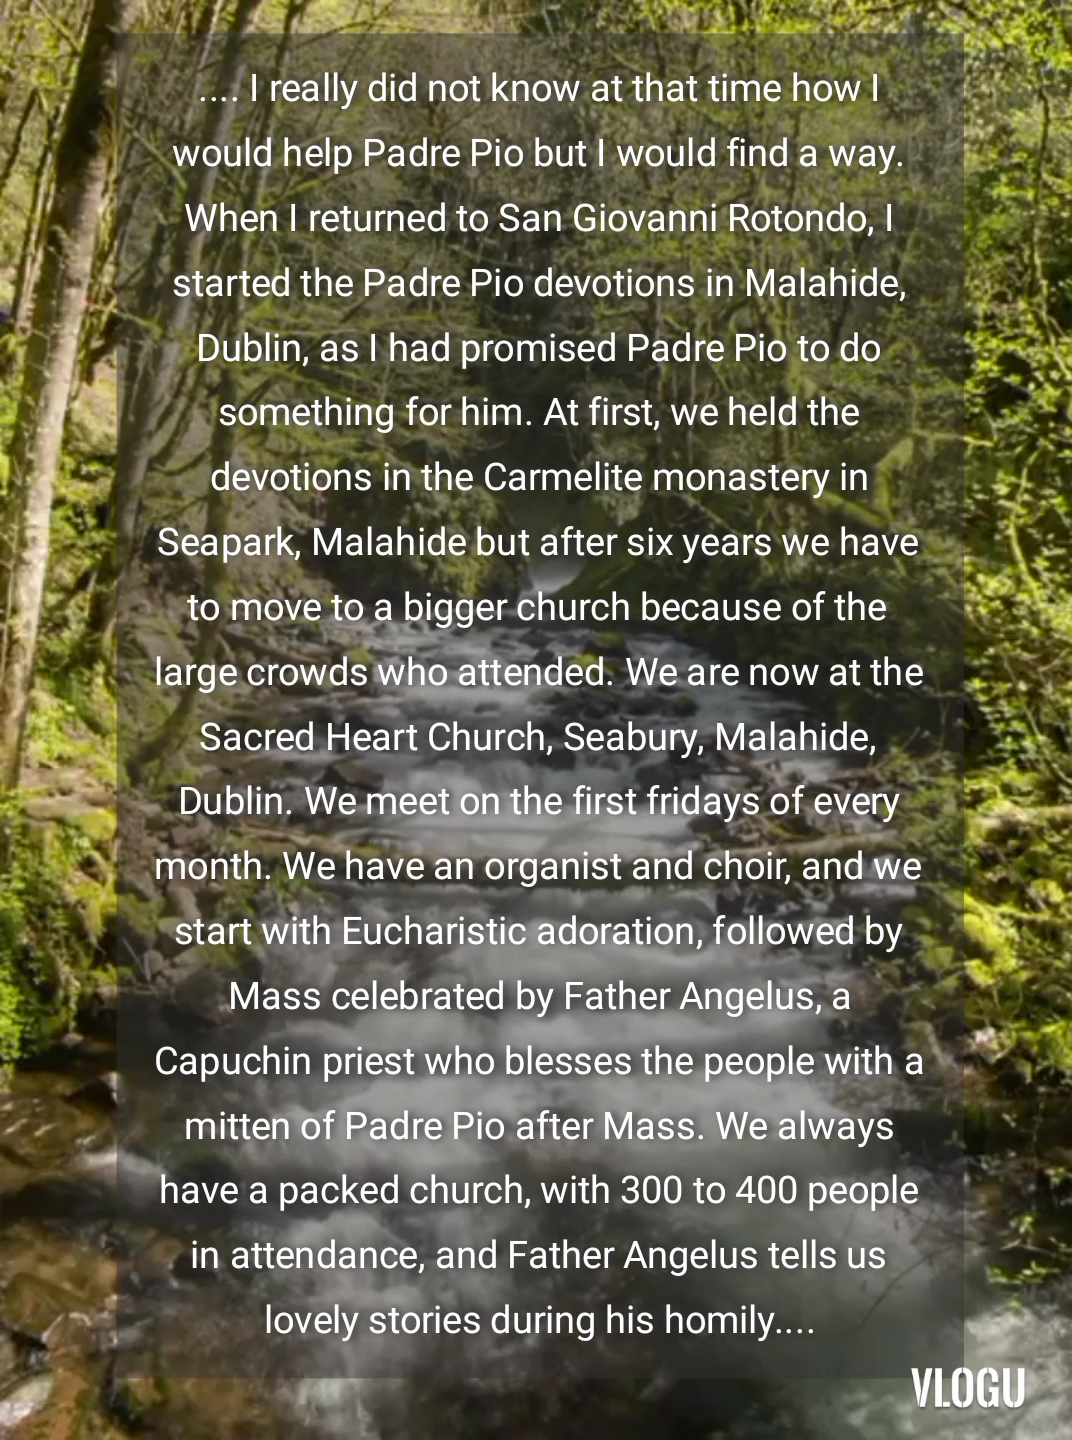 .... I really did not know at that time how I
would help Padre Pio but I would find a way.
When I returned to San Giovanni Rotondo, I
started the Padre Pio devotions in Malahide,
Dublin, as I had promised Padre Pio to do
something for him. At first, we held the
devotions in the Carmelite monastery in
Seapark, Malahide but after six years we have
to move to a bigger church because of the
large crowds who attended. We are now at the
Sacred Heart Church, Seabury, Malahide,
Dublin. We meet on the first fridays of every
month. We have an organist and choir, and we
start with Eucharistic adoration, followed by
Mass celebrated by Father Angelus, a
Capuchin priest who blesses the people with a
mitten of Padre Pio after Mass. We always
have a packed church, with 300 to 400 people
in attendance, and Father Angelus tells us
lovely stories during his homily....
VLOGU